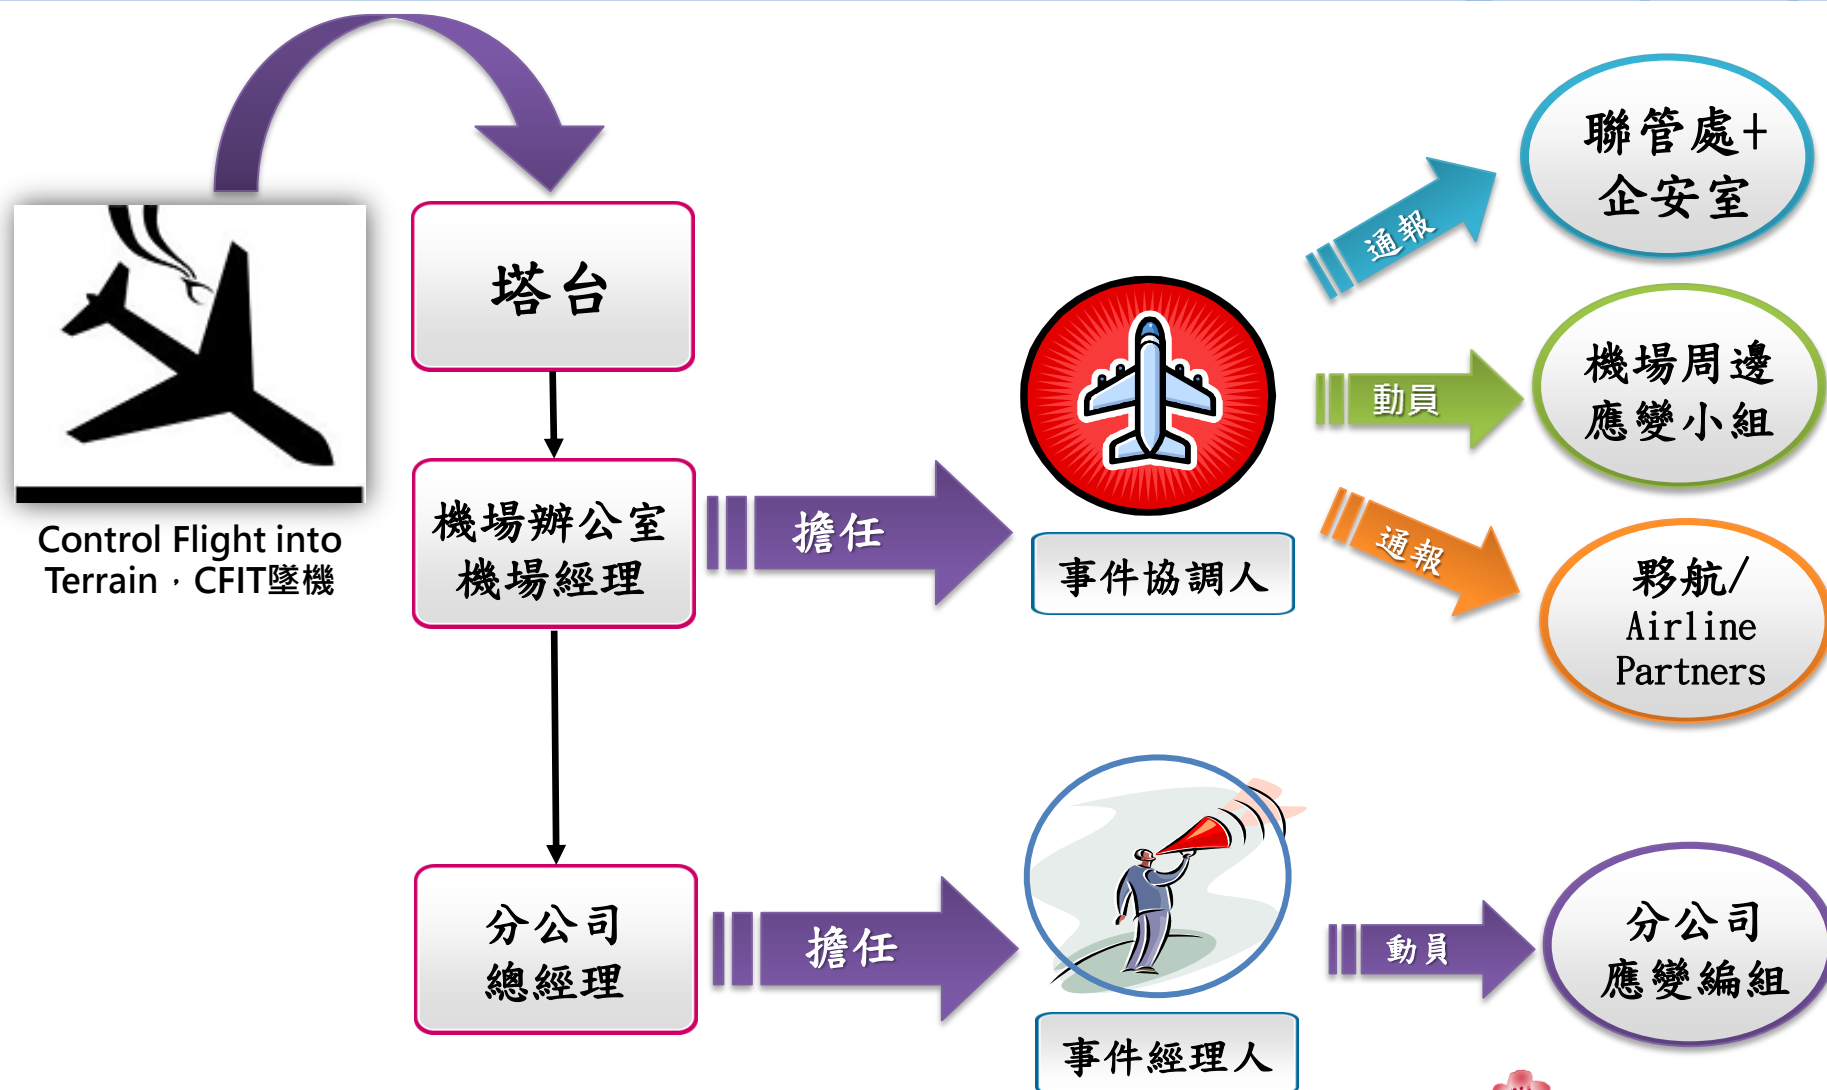 Control Flight into
Terrain，CFIT墜機
塔台
機場辦公室
機場經理
分公司
總經理
擔任
事件協調人
擔任
事件經理人
通報
聯管處+
企安室
動員
機場周邊
應變小組
通報
夥航/
Airline
Partners
動員
分公司
應變編組